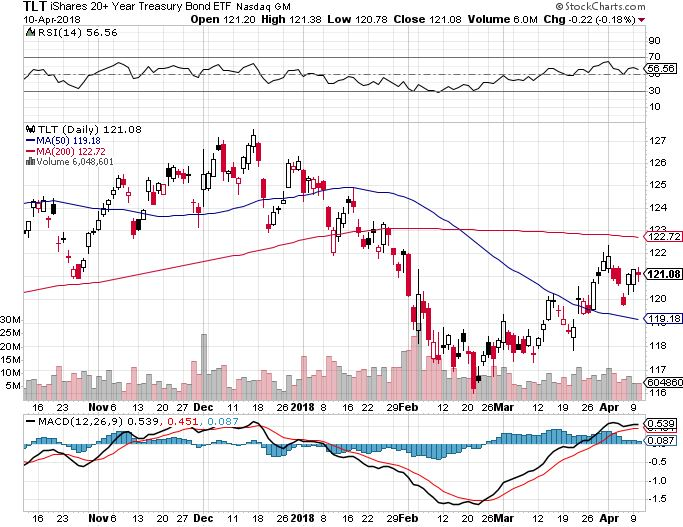 TLT iShares 20+ Year Treasury Bond ETF Nasdaq GM © StockCharts.com
10-Apr-2018 Open 121.20 High 121.38 Low 120.78 Close 121.08 Volume 6.0M Chg -0.22 (-0.18%)
RSI(14) 56.56
90
70
56.56
50
30
10
TLT (Daily) 121.08
MA(50) 119.18
MA(200) 122.72
Volume 6,048,601
127
126
125
124
123
122.72
122
121.08
120
119.18
118
117
116
30M
25M
20M
15M
10M
5M
604860
16 23 Nov 6 13 20 27 Dec 11 18 26 2018 8 16 22 Feb 12 20 26 Mar 12 19 26 Apr 9
MACD(12,26,9) 0.539, 0.451, 0.087
0.539
0.087
-0.5
-1.0
-1.5
16 23 Nov 6 13 20 27 Dec 11 18 26 2018 8 16 22 Feb 12 20 26 Mar 12 19 26 Apr 9